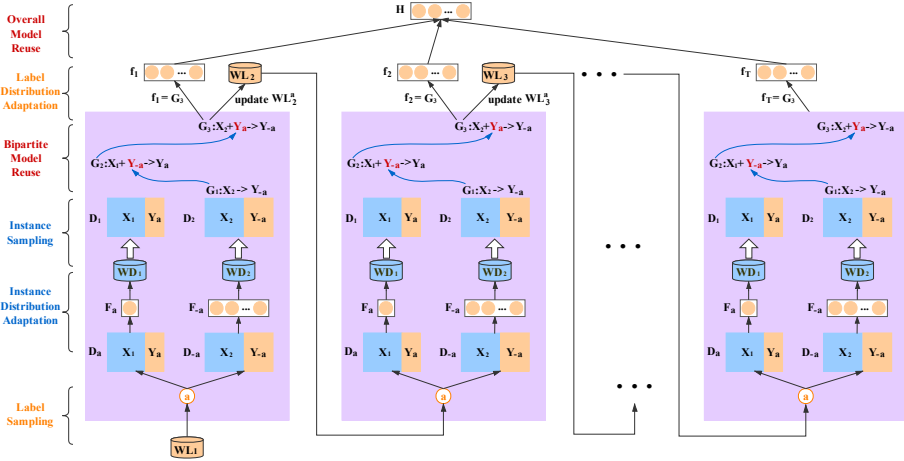 Overall
Model
Reuse
H
...
Label
Distribution
Adaptation
f1
...
WL2
f2
...
WL3
...
fT
...
f1 = G3
update WL2^a
f2 = G3
update WL3^a
fT = G3
Bipartite
Model
Reuse
G3:X2+Ya->Y-a
G2:X1+Y-a->Ya
G1:X2-> Y-a
G3:X2+Ya->Y-a
G2:X1+Y-a->Ya
G1:X2-> Y-a
G3:X2+Ya->Y-a
G2:X1+Y-a->Ya
G1:X2-> Y-a
Instance
Sampling
D1 X1 Ya D2 X2 Y-a
D1 X1 Ya D2 X2 Y-a
D1 X1 Ya D2 X2 Y-a
...
Instance
Distribution
Adaptation
WD1 WD2
WD1 WD2
WD1 WD2
Fa F-a ...
Fa F-a ...
Fa F-a ...
Da X1 Ya D-a X2 Y-a
Da X1 Ya D-a X2 Y-a
Da X1 Ya D-a X2 Y-a
...
Label
Sampling
a
a
a
WL1